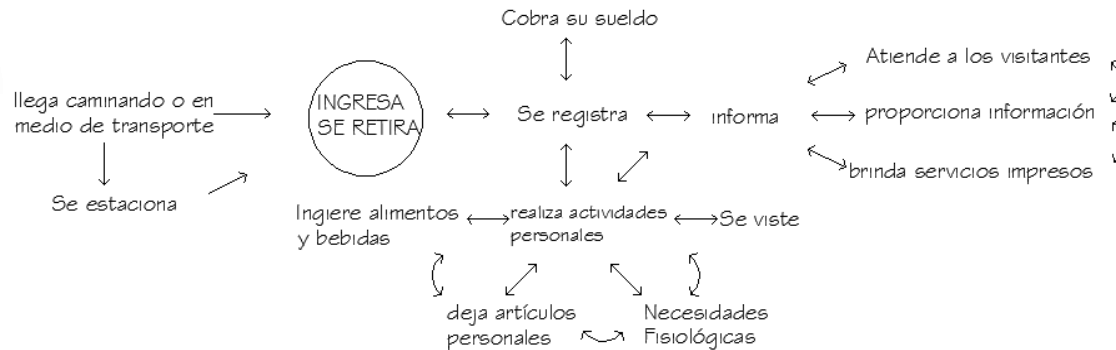 Cobra su sueldo
llega caminando o en
medio de transporte
INGRESA
SE RETIRA
Se registra
informa
Atiende a los visitantes
proporciona información
brinda servicios impresos
Se estaciona
Ingiere alimentos
y bebidas
realiza actividades
personales
Se viste
deja artículos
personales
Necesidades
Fisiológicas